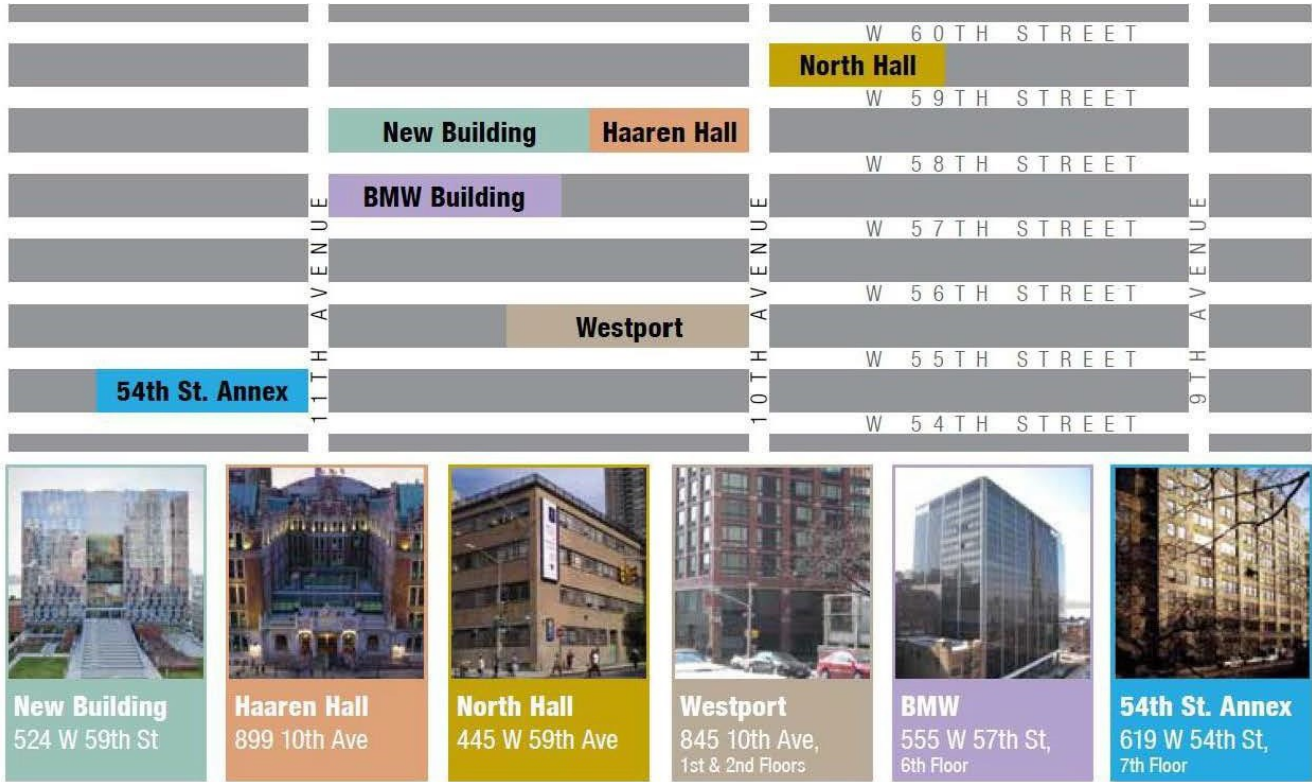 W 60TH STREET
North Hall
W 59TH STREET
New Building
Haaren Hall
W 58TH STREET
BMW Building
W 57TH STREET
W 56TH STREET
Westport
W 55TH STREET
54th St. Annex
W 54TH STREET
11TH AVENUE
10TH AVENUE
9TH AVENUE
New Building
524 W 59th St
Haaren Hall
899 10th Ave
North Hall
445 W 59th Ave
Westport
845 10th Ave,
1st & 2nd Floors
BMW
555 W 57th St,
6th Floor
54th St. Annex
619 W 54th St,
7th Floor